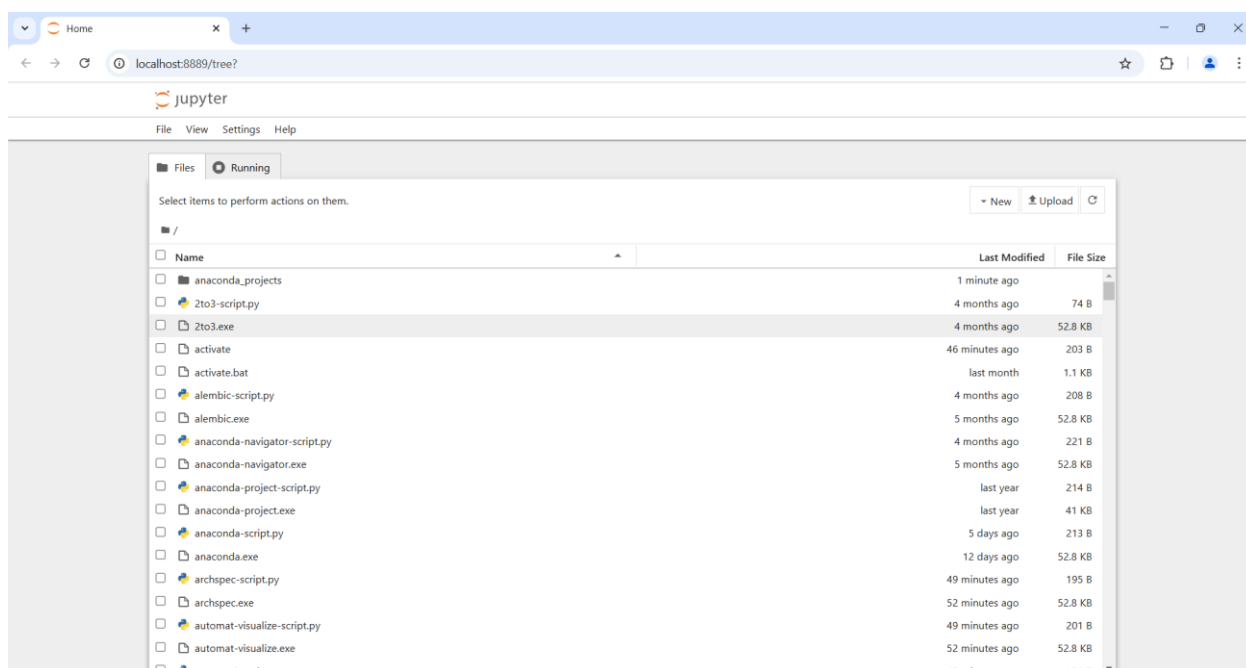 Home
localhost:8889/tree?
jupyter
File View Settings Help
Files Running
Select items to perform actions on them.
New Upload
/
Name Last Modified File Size
anaconda_projects 1 minute ago
2to3-script.py 4 months ago 74 B
2to3.exe 4 months ago 52.8 KB
activate 46 minutes ago 203 B
activate.bat last month 1.1 KB
alembic-script.py 4 months ago 208 B
alembic.exe 5 months ago 52.8 KB
anaconda-navigator-script.py 4 months ago 221 B
anaconda-navigator.exe 5 months ago 52.8 KB
anaconda-project-script.py last year 214 B
anaconda-project.exe last year 41 KB
anaconda-script.py 5 days ago 213 B
anaconda.exe 12 days ago 52.8 KB
archspec-script.py 49 minutes ago 195 B
archspec.exe 52 minutes ago 52.8 KB
automat-visualize-script.py 49 minutes ago 201 B
automat-visualize.exe 52 minutes ago 52.8 KB